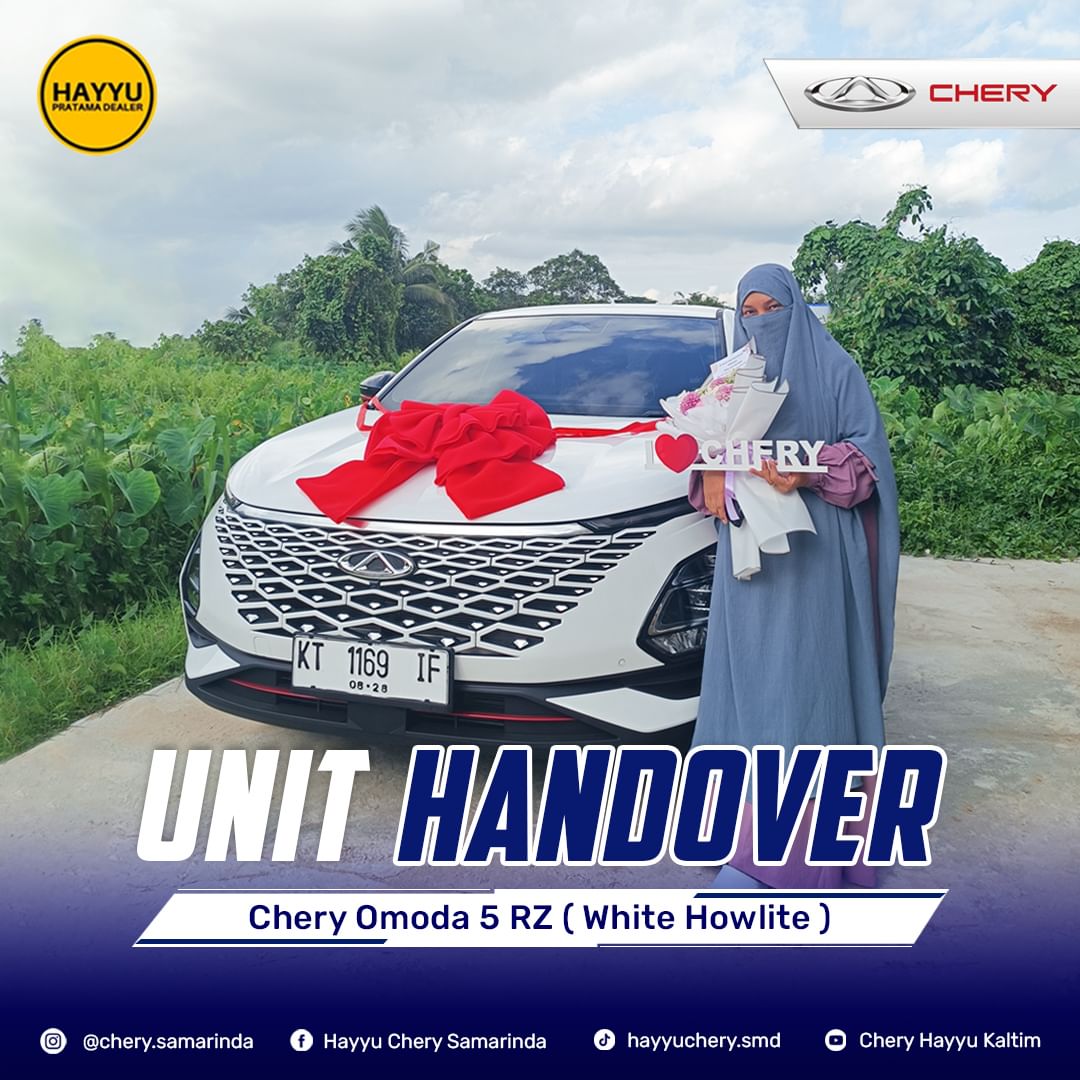 HAYYU
PRATAMA DEALER
CHERY
I CHERY
KT 1169 IF
08·28
UNIT HANDOVER
Chery Omoda 5 RZ ( White Howlite )
@chery.samarinda
Hayyu Chery Samarinda
hayyuchery.smd
Chery Hayyu Kaltim